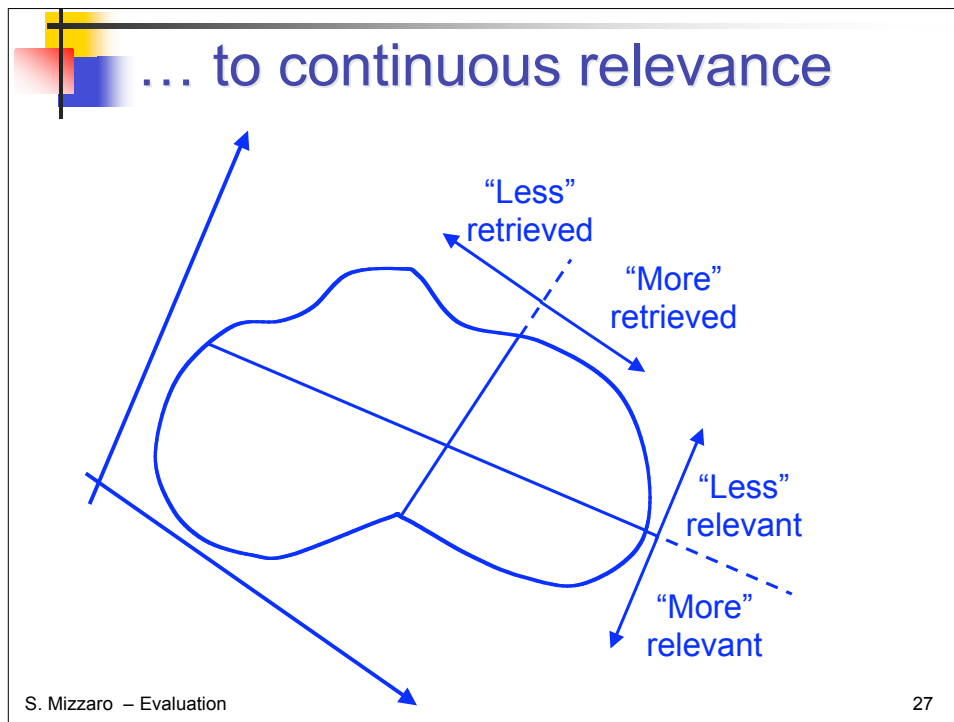 … to continuous relevance
“Less”
retrieved
“More”
retrieved
“Less”
relevant
“More”
relevant
S. Mizzaro – Evaluation
27